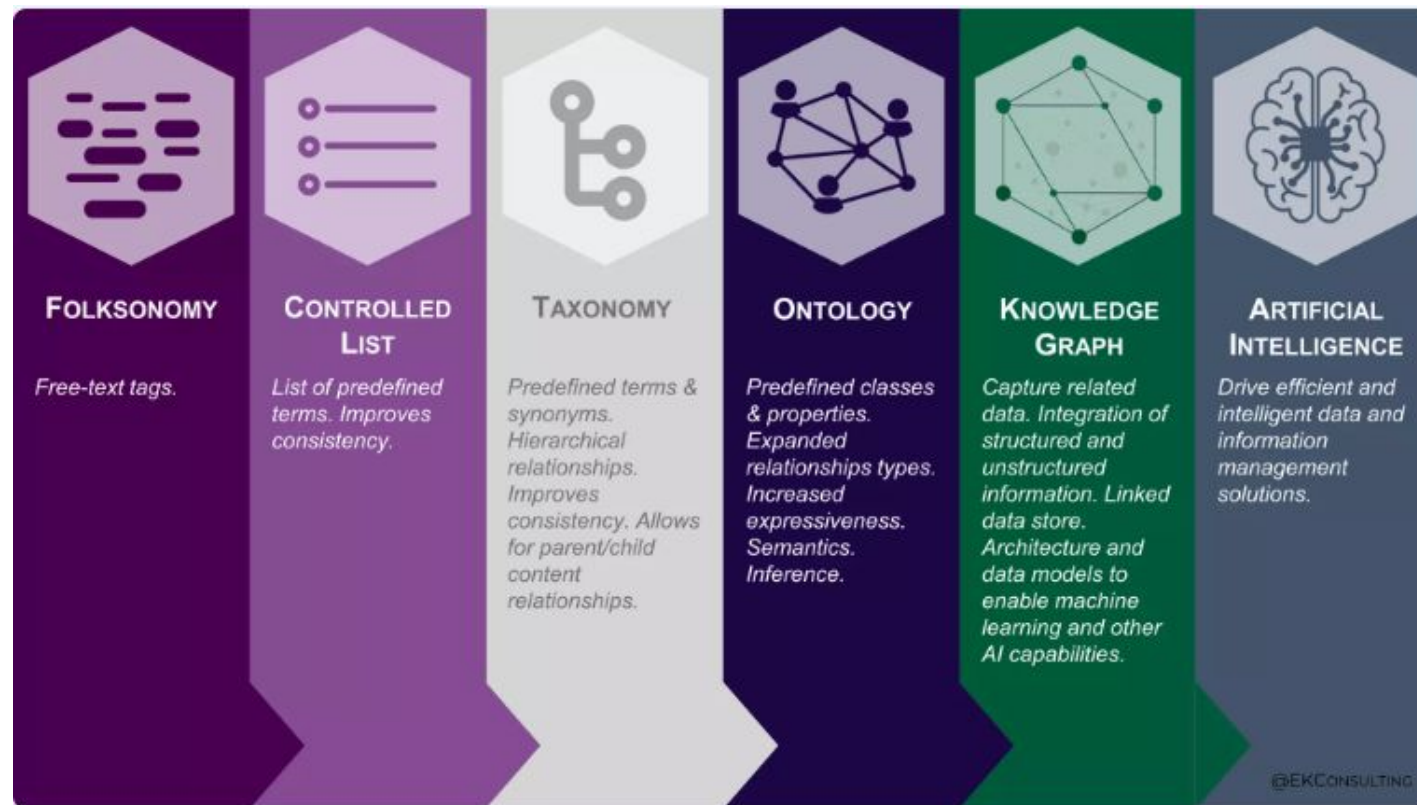 FOLKSONOMY
Free-text tags.
CONTROLLED
LIST
List of predefined
terms. Improves
consistency.
TAXONOMY
Predefined terms &
synonyms.
Hierarchical
relationships.
Improves
consistency. Allows
for parent/child
content
relationships.
ONTOLOGY
Predefined classes
& properties.
Expanded
relationships types.
Increased
expressiveness.
Semantics.
Inference.
KNOWLEDGE
GRAPH
Capture related
data. Integration of
structured and
unstructured
information. Linked
data store.
Architecture and
data models to
enable machine
learning and other
AI capabilities.
ARTIFICIAL
INTELLIGENCE
Drive efficient and
intelligent data and
information
management
solutions.
@EKCONSULTING